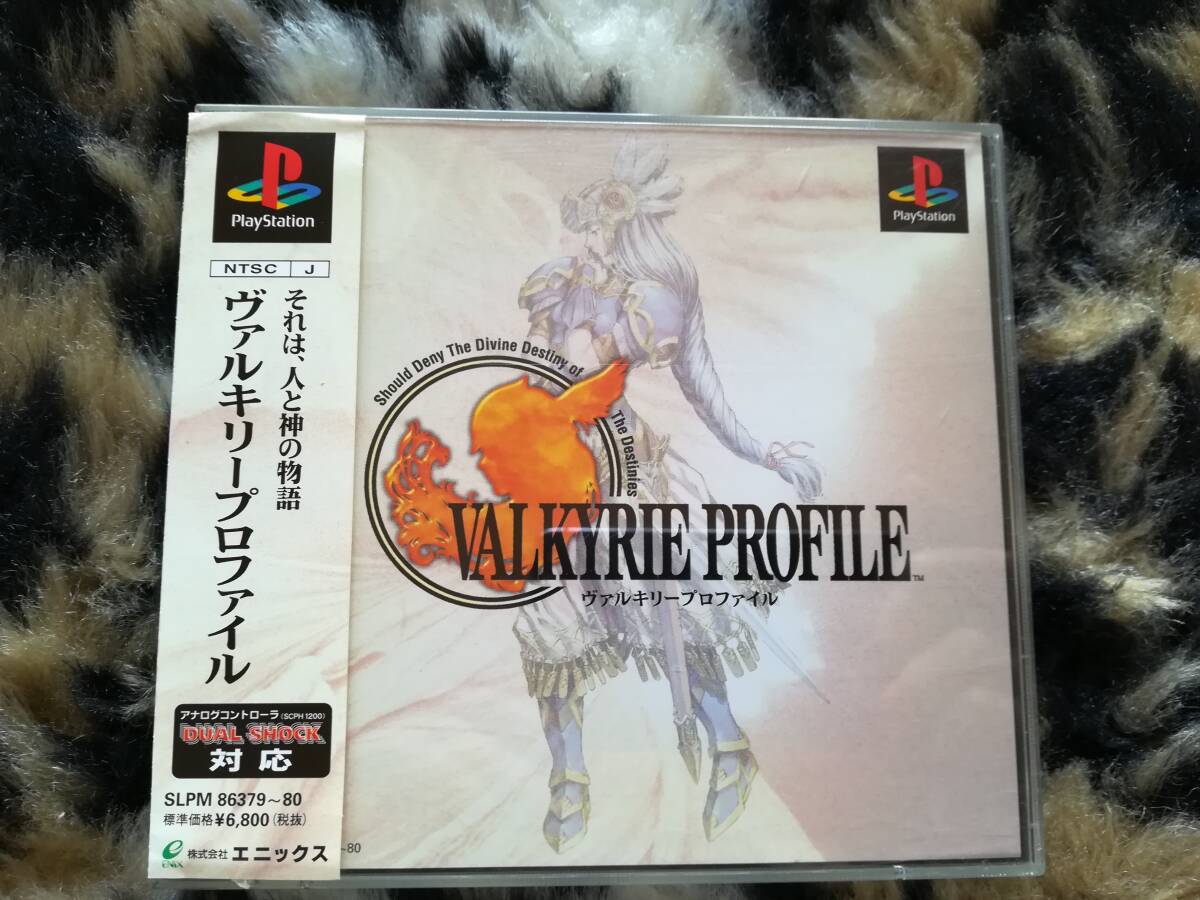 PlayStation
NTSC J
それは、人と神の物語
ヴァルキリープロファイル
アナログコントローラ(SCPH1200)
DUAL SHOCK
対応
SLPM 86379〜80
標準価格¥6,800(税抜)
ENIX 株式会社 エニックス
PlayStation
Should Deny The Divine Destiny of
The Destinies
VALKYRIE PROFILE™
ヴァルキリープロファイル
~80